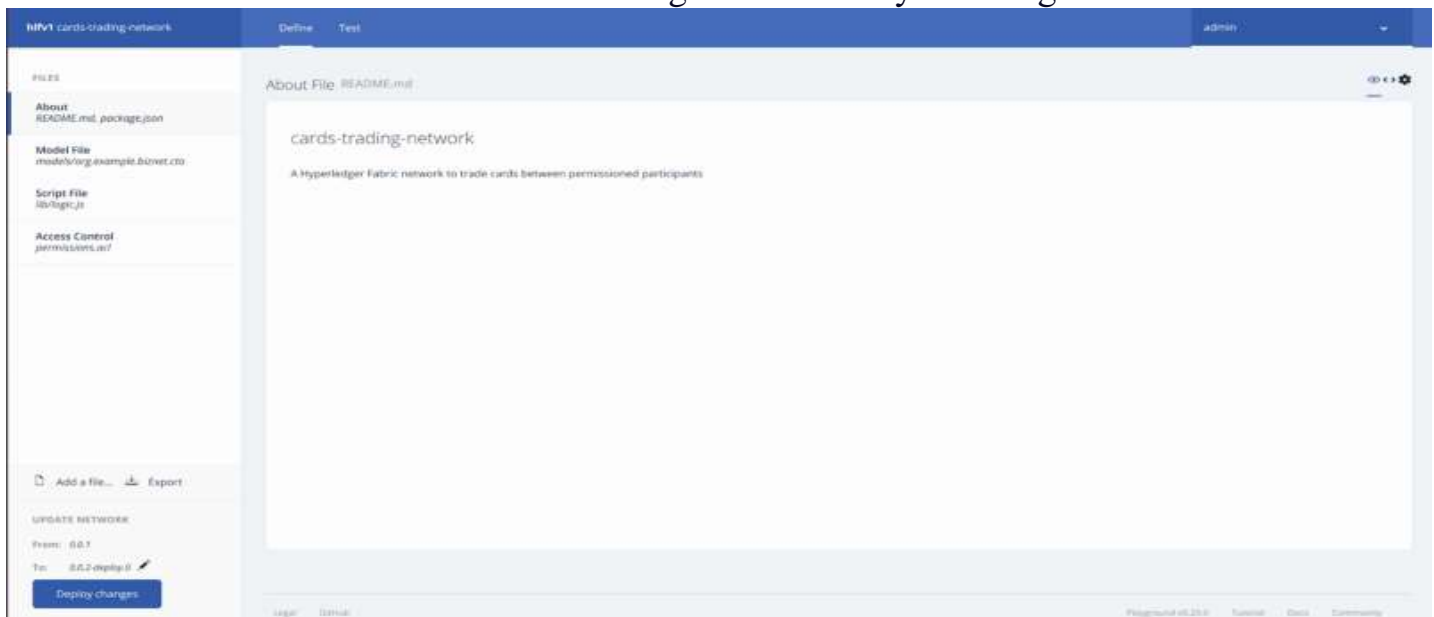 hlfv1 cards-trading-network
Define Test
admin
FILES
About
README.md, package.json
Model File
models/org.example.biznet.cto
Script File
lib/logic.js
Access Control
permissions.acl
Add a file... Export
UPDATE NETWORK
From: 0.0.1
To: 0.0.2-deploy.0
Deploy changes
About File README.md
cards-trading-network
A Hyperledger Fabric network to trade cards between permissioned participants
Legal GitHub
Playground Tutorial Docs Community